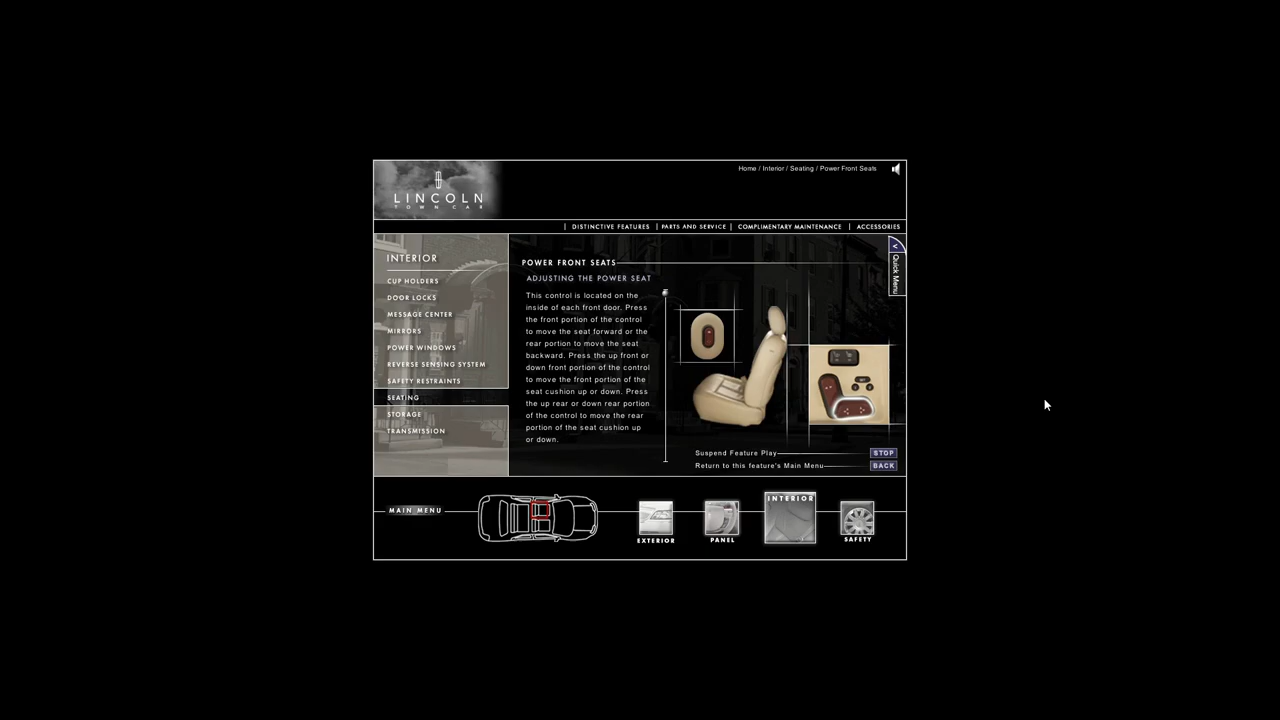 Home / Interior / Seating / Power Front Seats
LINCOLN
TOWN CAR
DISTINCTIVE FEATURES | PARTS AND SERVICE | COMPLIMENTARY MAINTENANCE | ACCESSORIES
Quick Menu
INTERIOR
CUP HOLDERS
DOOR LOCKS
MESSAGE CENTER
MIRRORS
POWER WINDOWS
REVERSE SENSING SYSTEM
SAFETY RESTRAINTS
SEATING
STORAGE
TRANSMISSION
POWER FRONT SEATS
ADJUSTING THE POWER SEAT
This control is located on the
inside of each front door. Press
the front portion of the control
to move the seat forward or the
rear portion to move the seat
backward. Press the up front or
down front portion of the control
to move the front portion of the
seat cushion up or down. Press
the up rear or down rear portion
of the control to move the rear
portion of the seat cushion up
or down.
Suspend Feature Play STOP
Return to this feature's Main Menu BACK
MAIN MENU
EXTERIOR
PANEL
INTERIOR
SAFETY